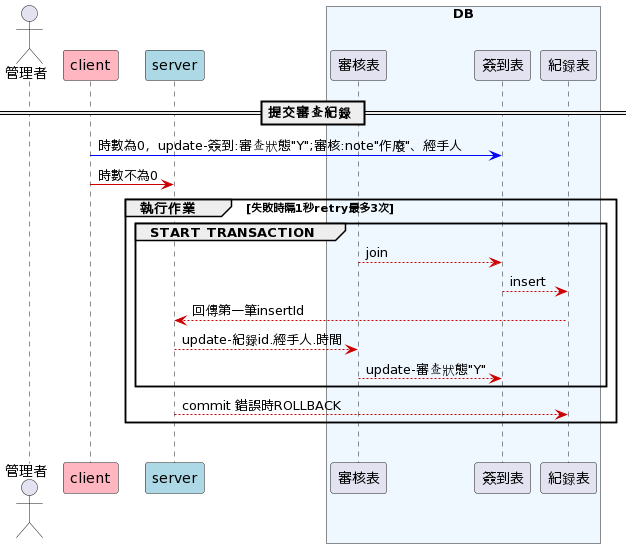 DB
管理者
client
server
審核表
簽到表
紀錄表
提交審查紀錄
時數為0，update-簽到:審查狀態"Y";審核:note"作廢"、經手人
時數不為0
執行作業 [失敗時隔1秒retry最多3次]
START TRANSACTION
join
insert
回傳第一筆insertId
update-紀錄id.經手人.時間
update-審查狀態"Y"
commit 錯誤時ROLLBACK
管理者
client
server
審核表
簽到表
紀錄表